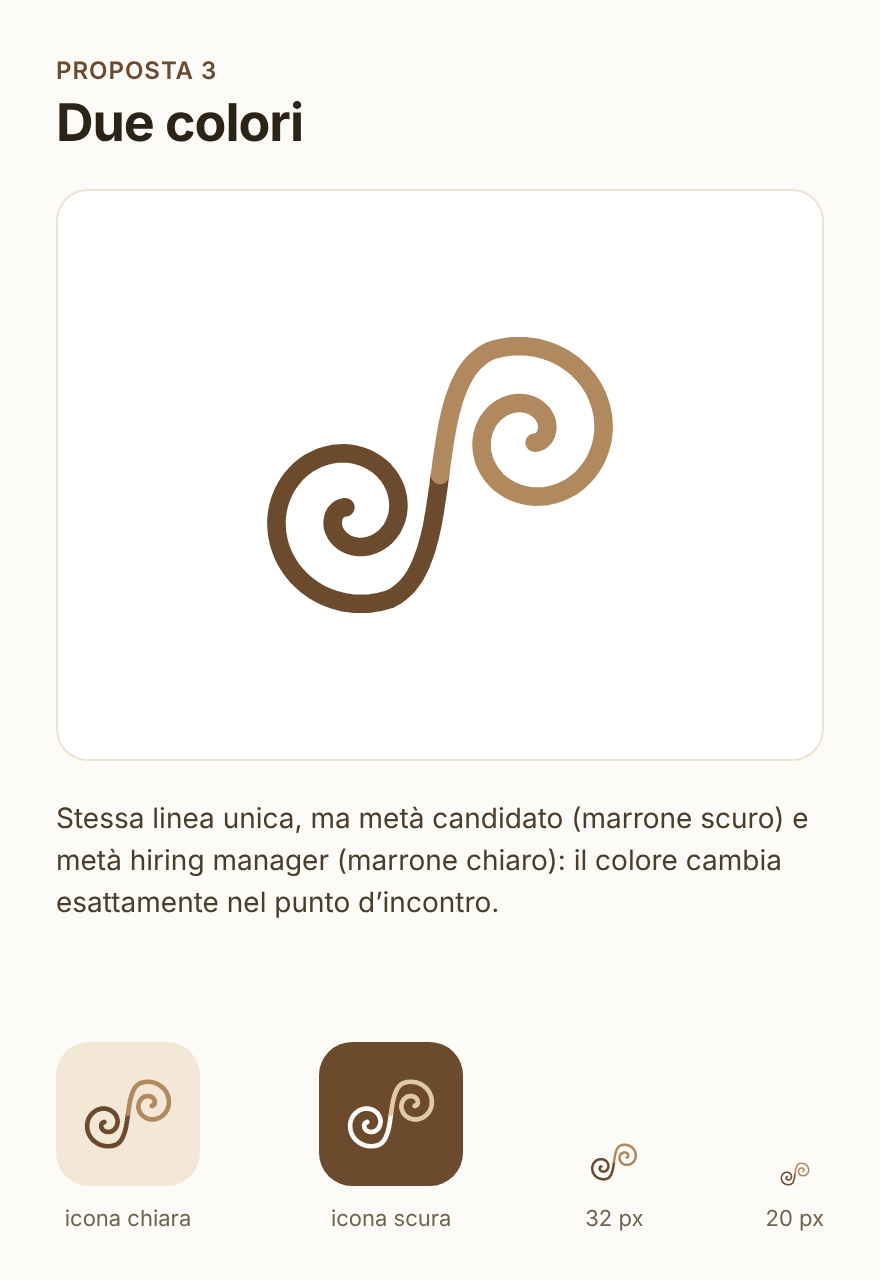 PROPOSTA 3
Due colori
Stessa linea unica, ma metà candidato (marrone scuro) e
metà hiring manager (marrone chiaro): il colore cambia
esattamente nel punto d’incontro.
icona chiara
icona scura
32 px
20 px